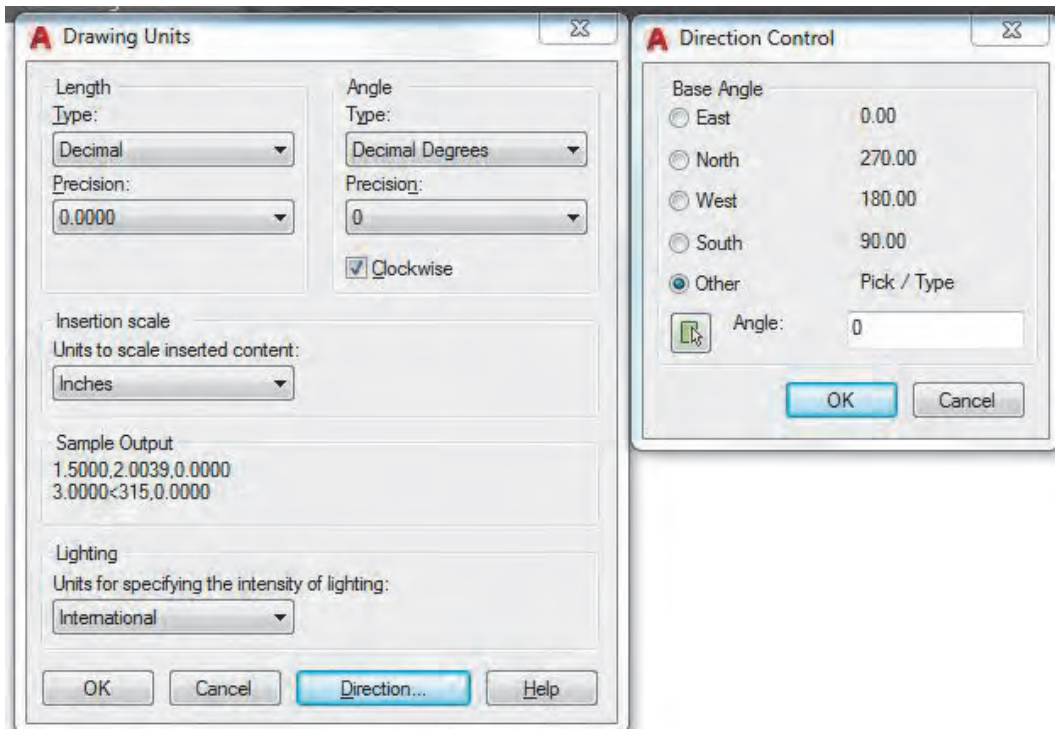 Drawing Units
Length
Type:
Decimal
Precision:
0.0000
Angle
Type:
Decimal Degrees
Precision:
0
Clockwise
Insertion scale
Units to scale inserted content:
Inches
Sample Output
1.5000,2.0039,0.0000
3.0000<315,0.0000
Lighting
Units for specifying the intensity of lighting:
International
OK Cancel Direction... Help
Direction Control
Base Angle
East 0.00
North 270.00
West 180.00
South 90.00
Other Pick / Type
Angle: 0
OK Cancel